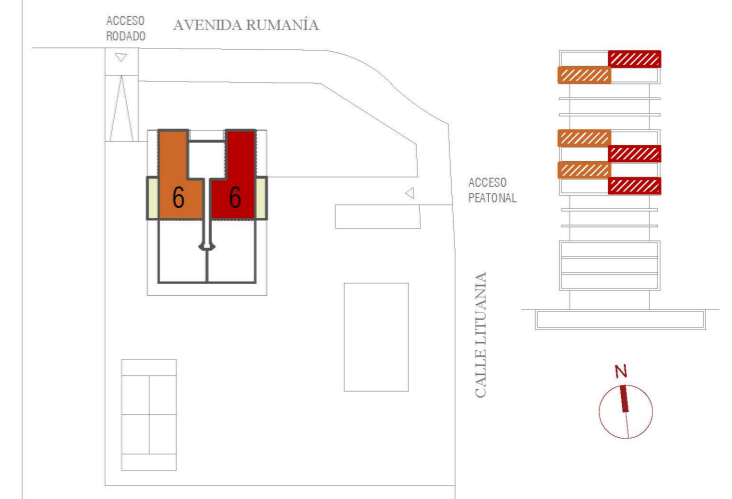 ACCESO
RODADO
AVENIDA RUMANÍA
6
6
ACCESO
PEATONAL
CALLE LITUANIA
N